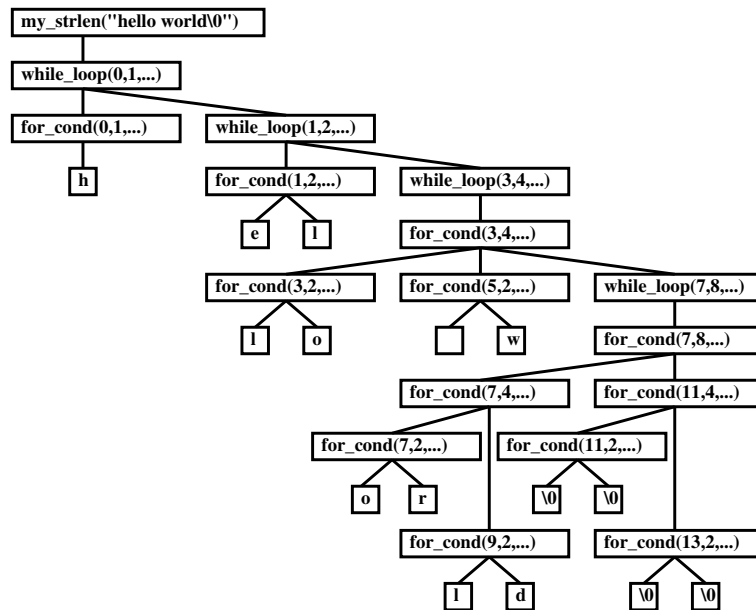 my_strlen("hello world\0")
while_loop(0,1,...)
for_cond(0,1,...)
while_loop(1,2,...)
h
for_cond(1,2,...)
while_loop(3,4,...)
e
l
for_cond(3,4,...)
for_cond(3,2,...)
for_cond(5,2,...)
while_loop(7,8,...)
l
o
w
for_cond(7,8,...)
for_cond(7,4,...)
for_cond(11,4,...)
for_cond(7,2,...)
for_cond(11,2,...)
o
r
\0
\0
for_cond(9,2,...)
for_cond(13,2,...)
l
d
\0
\0